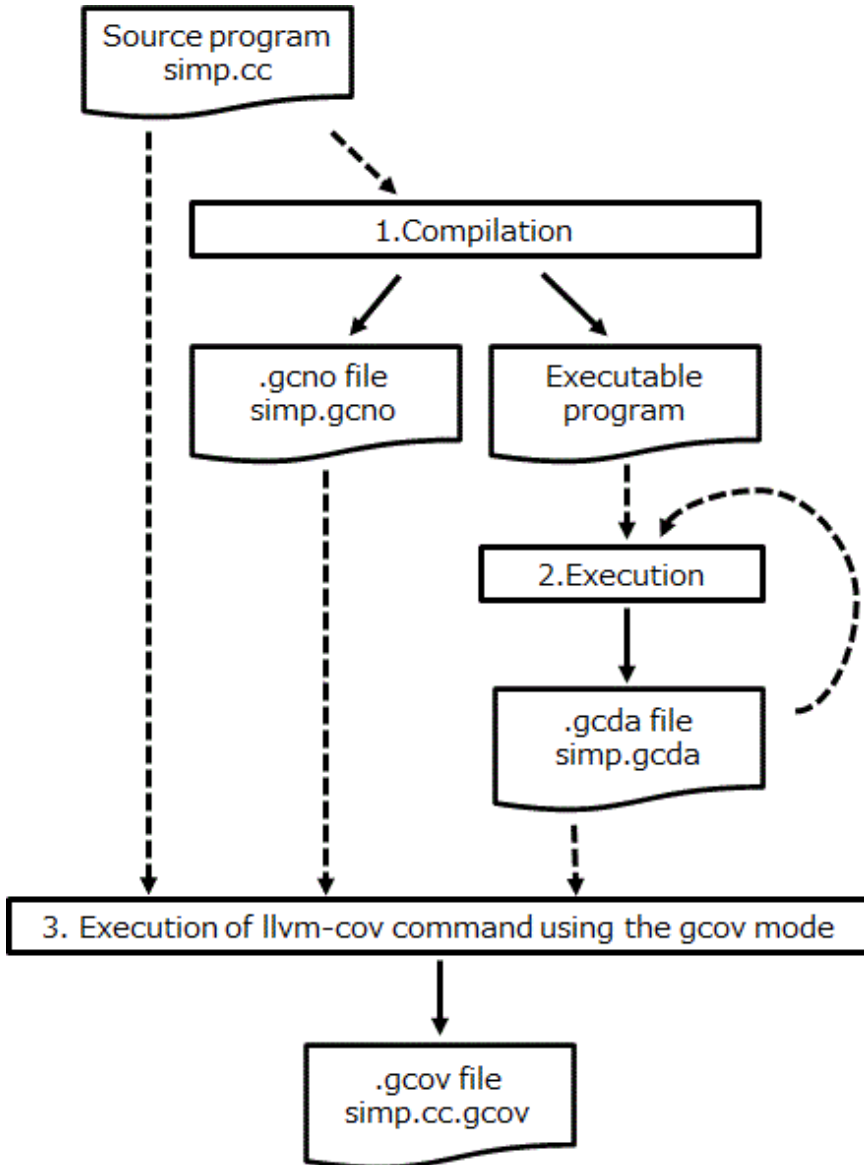 Source program
simp.cc
1.Compilation
.gcno file
simp.gcno
Executable
program
2.Execution
.gcda file
simp.gcda
3. Execution of llvm-cov command using the gcov mode
.gcov file
simp.cc.gcov